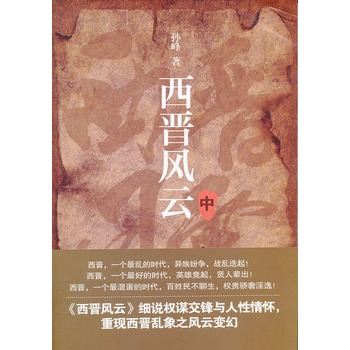 孙峰 著
西晋风云
中
西晋，一个最乱的时代，异族纷争，战乱迭起！
西晋，一个最好的时代，英雄竞起，贤人辈出！
西晋，一个最混蛋的时代，百姓民不聊生，权贵骄奢淫逸！
《西晋风云》细说权谋交锋与人性情怀，
重现西晋乱象之风云变幻